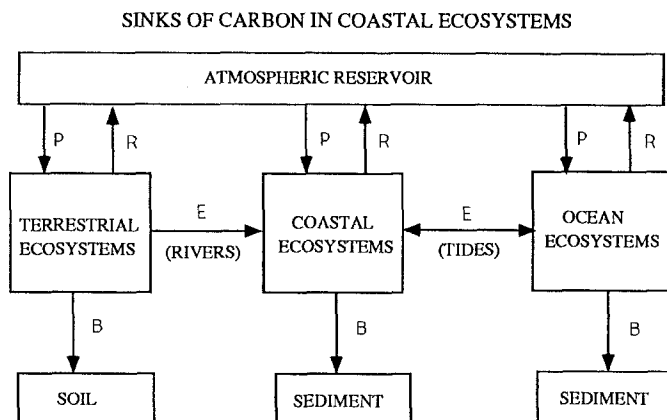 SINKS OF CARBON IN COASTAL ECOSYSTEMS
ATMOSPHERIC RESERVOIR
P
R
P
R
P
R
TERRESTRIAL
ECOSYSTEMS
E
(RIVERS)
COASTAL
ECOSYSTEMS
E
(TIDES)
OCEAN
ECOSYSTEMS
B
B
B
SOIL
SEDIMENT
SEDIMENT